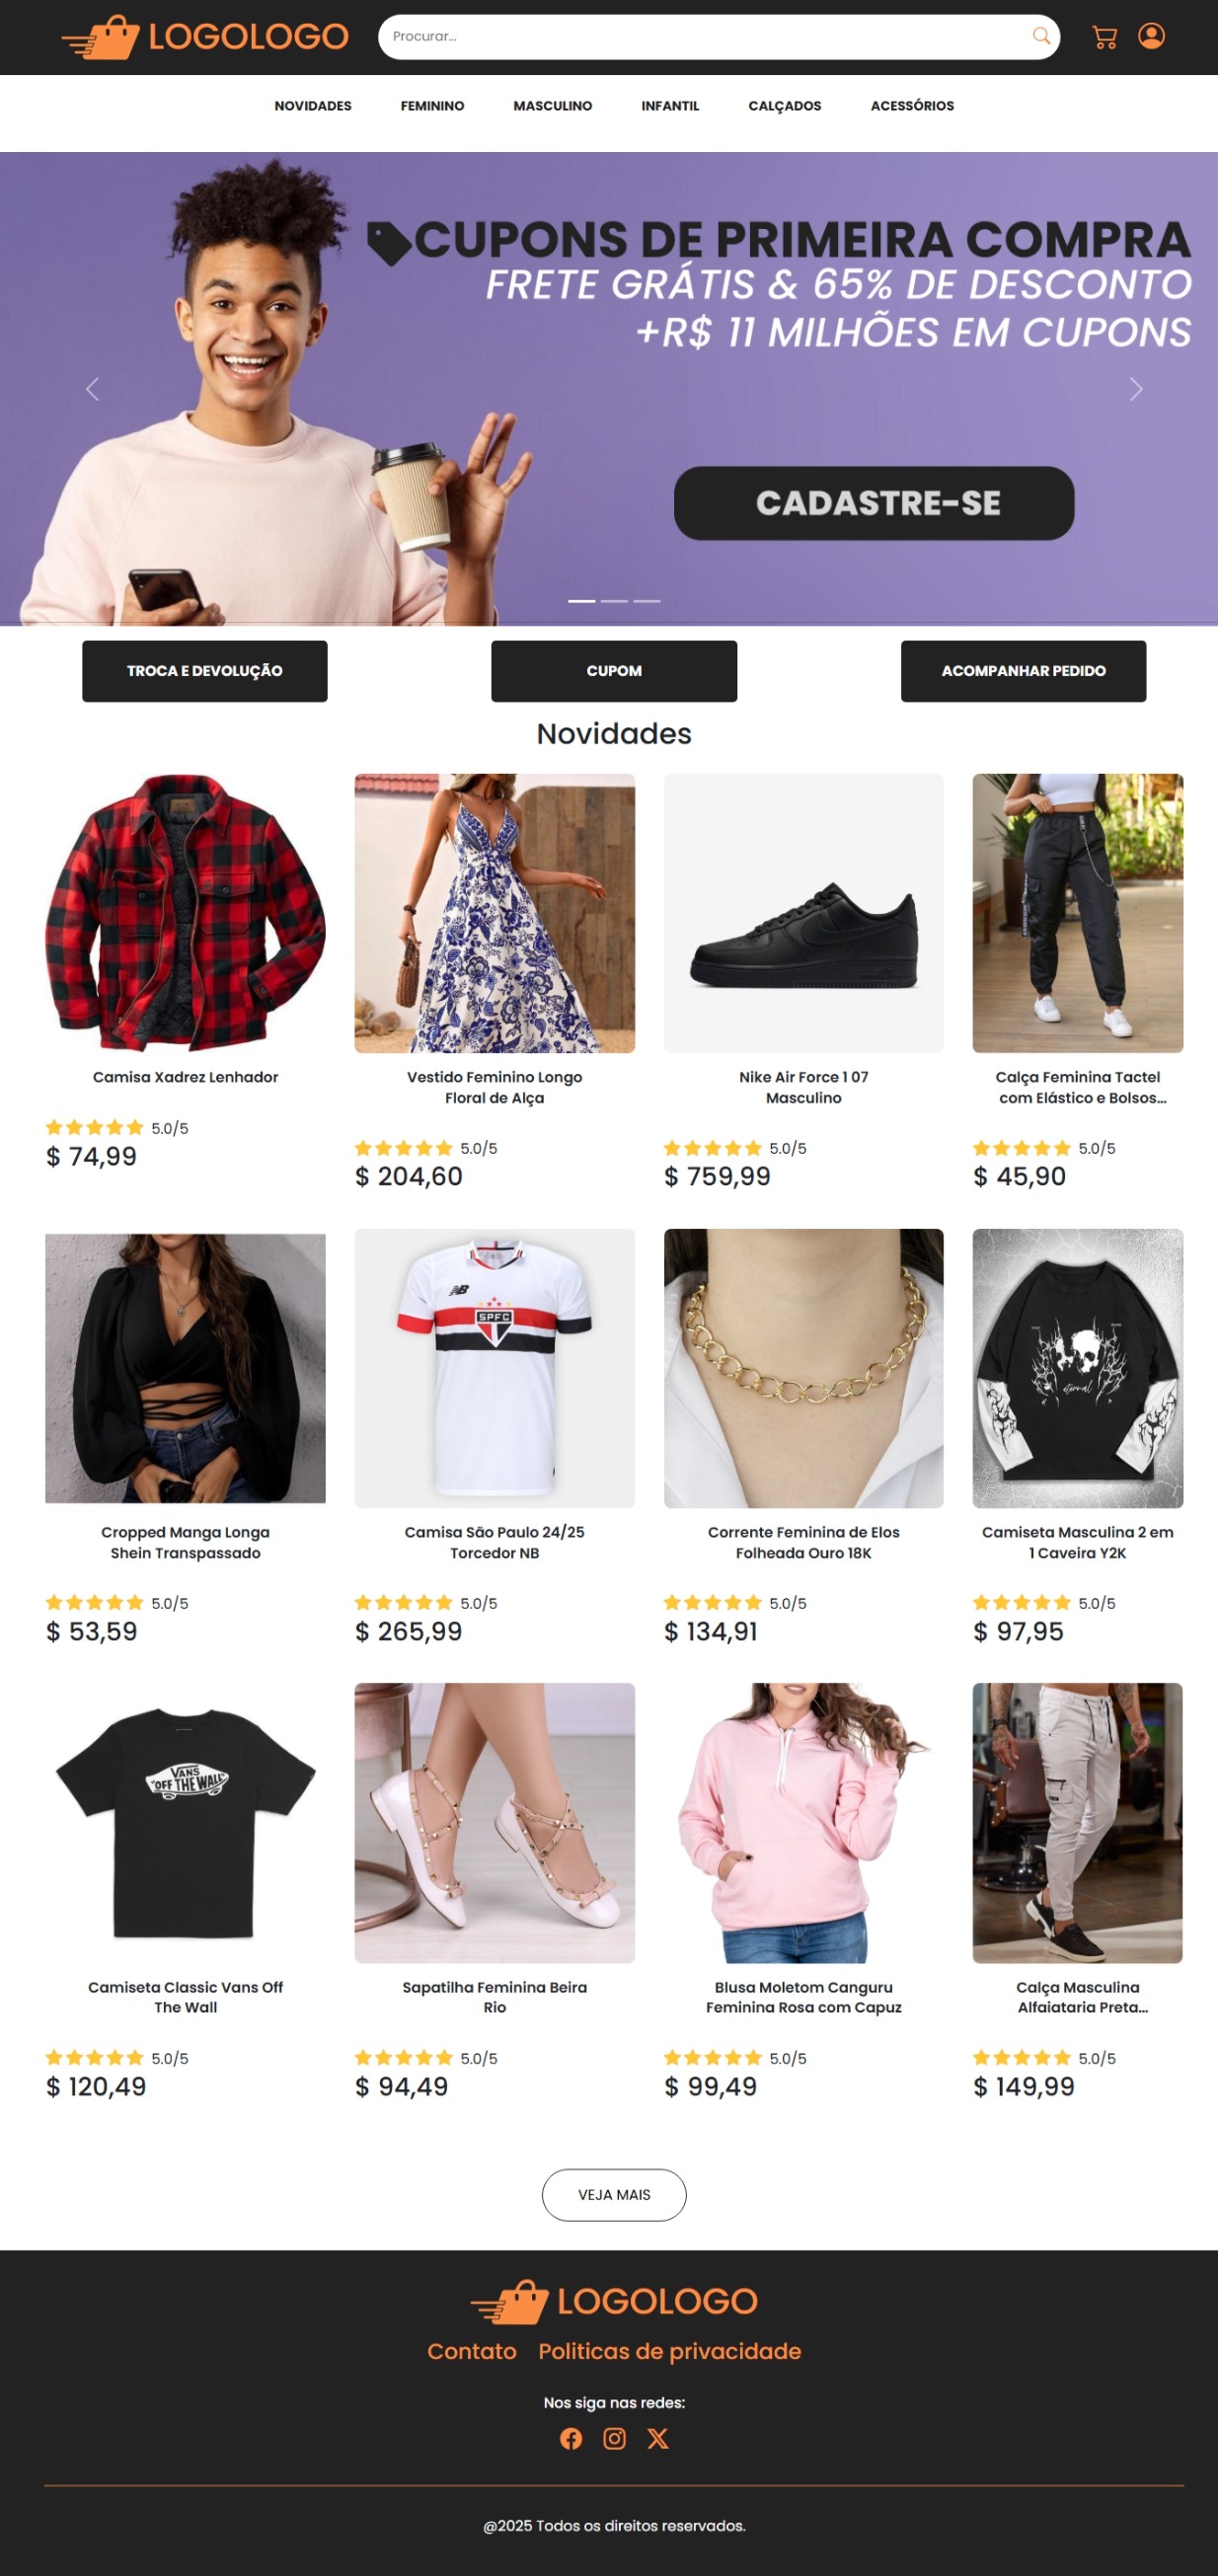 LOGOLOGO
Procurar...
NOVIDADES FEMININO MASCULINO INFANTIL CALÇADOS ACESSÓRIOS
CUPONS DE PRIMEIRA COMPRA
FRETE GRÁTIS & 65% DE DESCONTO
+R$ 11 MILHÕES EM CUPONS
CADASTRE-SE
TROCA E DEVOLUÇÃO CUPOM ACOMPANHAR PEDIDO
Novidades
Camisa Xadrez Lenhador
5.0/5
$ 74,99
Vestido Feminino Longo
Floral de Alça
5.0/5
$ 204,60
Nike Air Force 1 07
Masculino
5.0/5
$ 759,99
Calça Feminina Tactel
com Elástico e Bolsos...
5.0/5
$ 45,90
Cropped Manga Longa
Shein Transpassado
5.0/5
$ 53,59
NB
SPFC
Camisa São Paulo 24/25
Torcedor NB
5.0/5
$ 265,99
Corrente Feminina de Elos
Folheada Ouro 18K
5.0/5
$ 134,91
eternal
Camiseta Masculina 2 em
1 Caveira Y2K
5.0/5
$ 97,95
VANS
"OFF THE WALL"
Camiseta Classic Vans Off
The Wall
5.0/5
$ 120,49
Sapatilha Feminina Beira
Rio
5.0/5
$ 94,49
Blusa Moletom Canguru
Feminina Rosa com Capuz
5.0/5
$ 99,49
Calça Masculina
Alfaiataria Preta...
5.0/5
$ 149,99
VEJA MAIS
LOGOLOGO
Contato Politicas de privacidade
Nos siga nas redes:
@2025 Todos os direitos reservados.